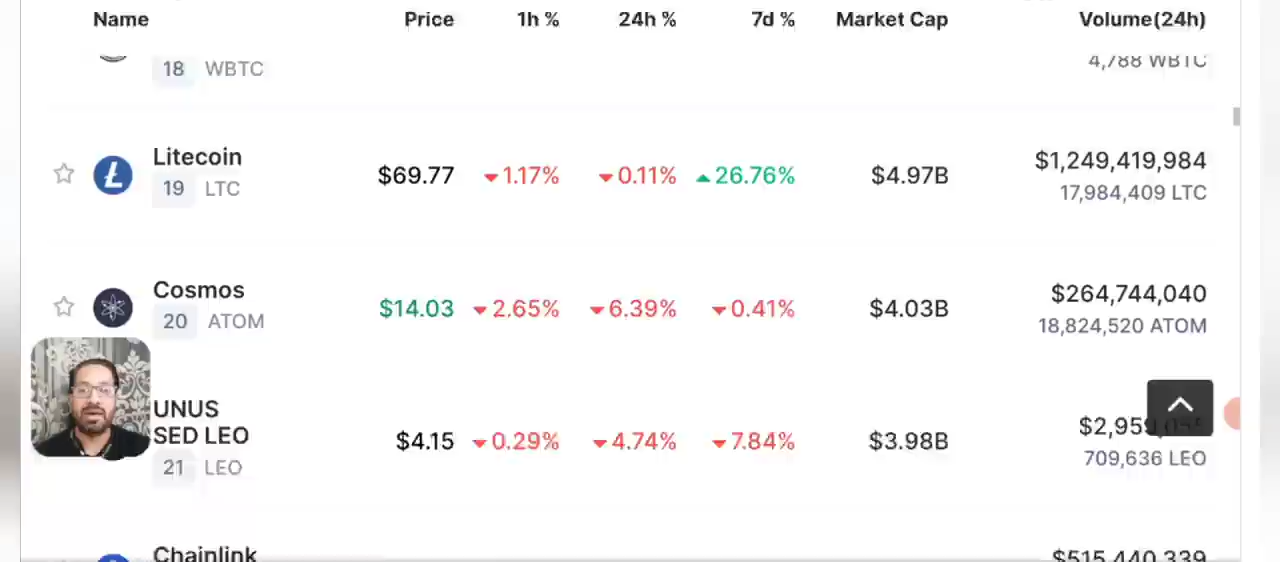 Name Price 1h % 24h % 7d % Market Cap Volume(24h)
18 WBTC 4,788 WBTC
Litecoin $1,249,419,984
$69.77 1.17% 0.11% 26.76% $4.97B
19 LTC 17,984,409 LTC
Cosmos $264,744,040
$14.03 2.65% 6.39% 0.41% $4.03B
20 ATOM 18,824,520 ATOM
UNUS
SED LEO
$4.15 0.29% 4.74% 7.84% $3.98B
21 LEO 709,636 LEO
Chainlink $515,440,339